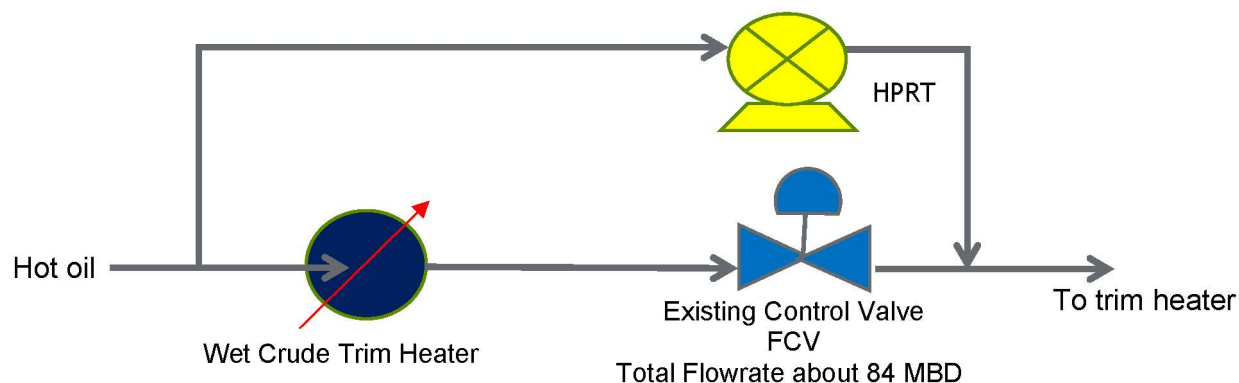 HPRT
Hot oil
Wet Crude Trim Heater
Existing Control Valve
FCV
Total Flowrate about 84 MBD
To trim heater